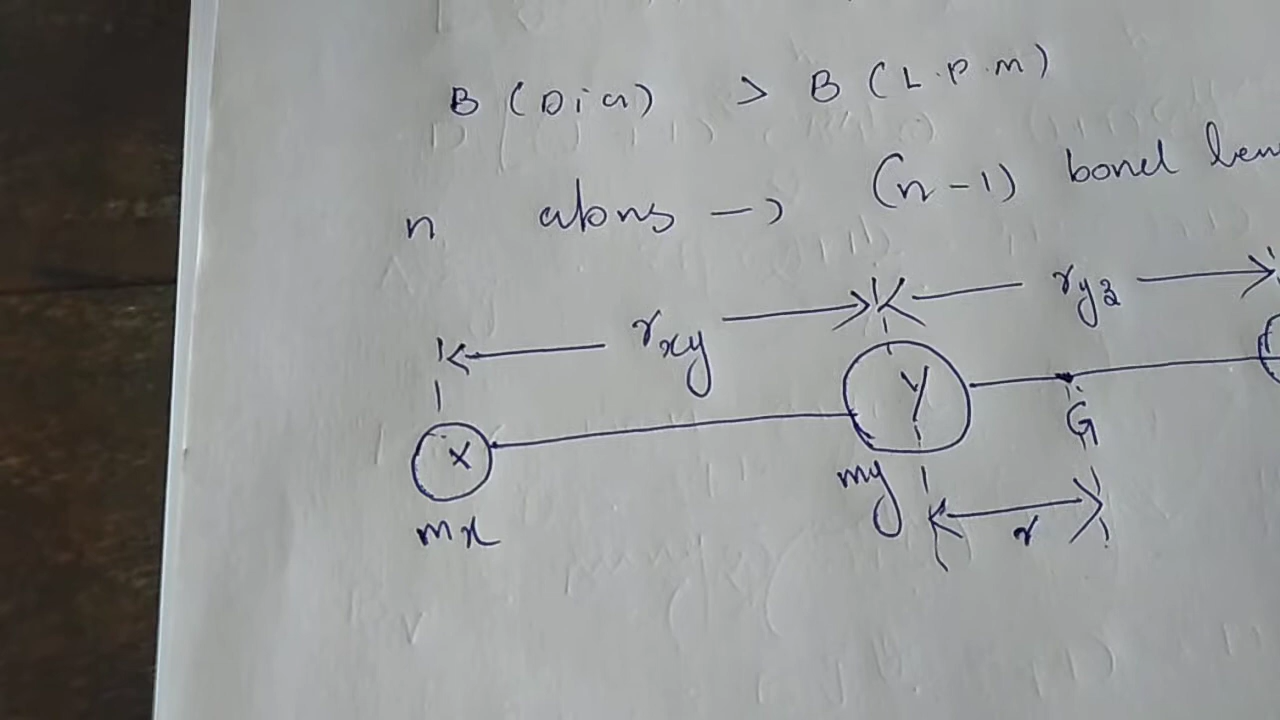 B (Dia) > B (L.P.M)
n atoms → (n-1) bond len
rxy ryz
X Y G
mx my r